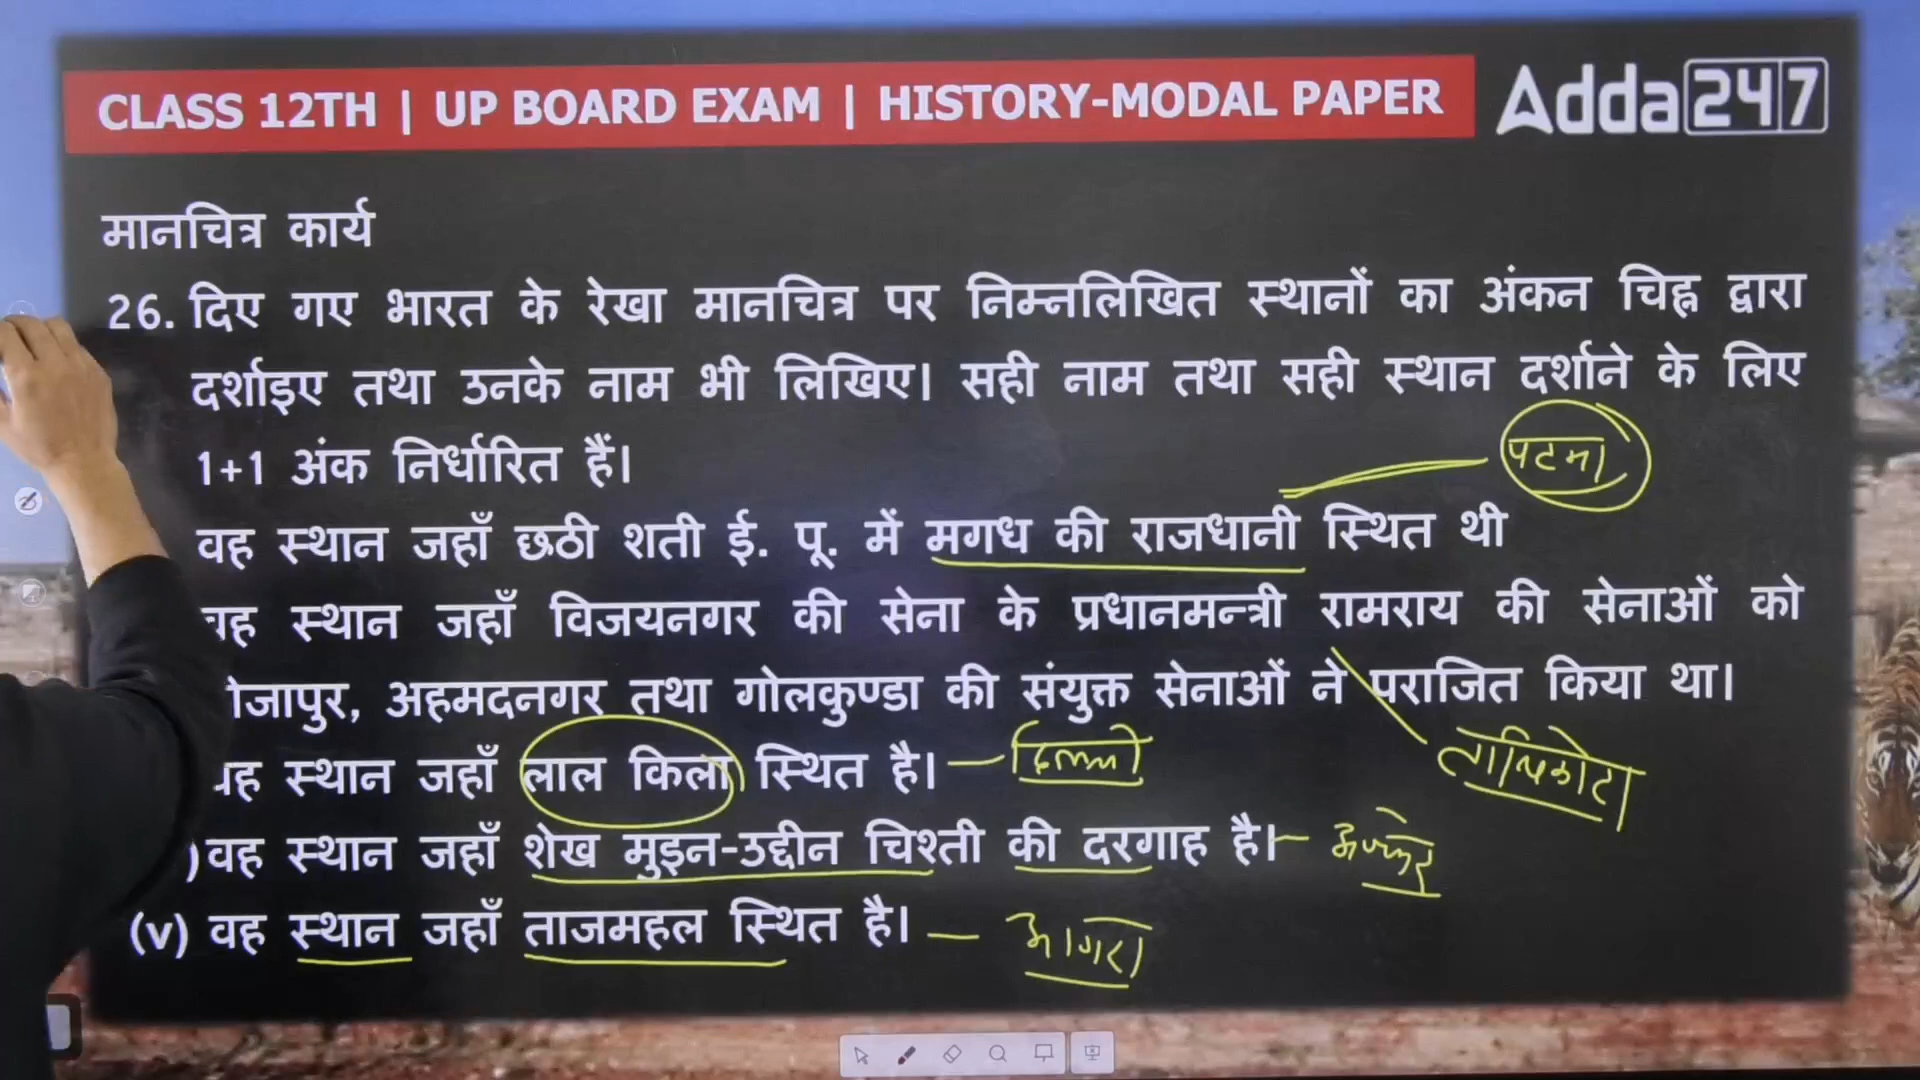 CLASS 12TH | UP BOARD EXAM | HISTORY-MODAL PAPER
Adda247
मानचित्र कार्य
26. दिए गए भारत के रेखा मानचित्र पर निम्नलिखित स्थानों का अंकन चिह्न द्वारा
दर्शाइए तथा उनके नाम भी लिखिए। सही नाम तथा सही स्थान दर्शाने के लिए
1+1 अंक निर्धारित हैं।
पटना
वह स्थान जहाँ छठी शती ई. पू. में मगध की राजधानी स्थित थी
वह स्थान जहाँ विजयनगर की सेना के प्रधानमन्त्री रामराय की सेनाओं को
ीजापुर, अहमदनगर तथा गोलकुण्डा की संयुक्त सेनाओं ने पराजित किया था।
वह स्थान जहाँ लाल किला स्थित है। — दिल्ली
तालिकोटा
) वह स्थान जहाँ शेख मुइन-उद्दीन चिश्ती की दरगाह है। — अजमेर
(v) वह स्थान जहाँ ताजमहल स्थित है। — आगरा